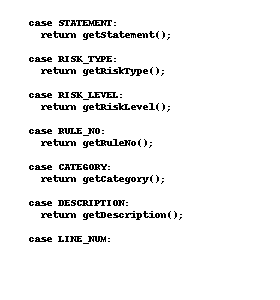 case STATEMENT:
return getStatement();
case RISK_TYPE:
return getRiskType();
case RISK_LEVEL:
return getRiskLevel();
case RULE_NO:
return getRuleNo();
case CATEGORY:
return getCategory();
case DESCRIPTION:
return getDescription();
case LINE_NUM: